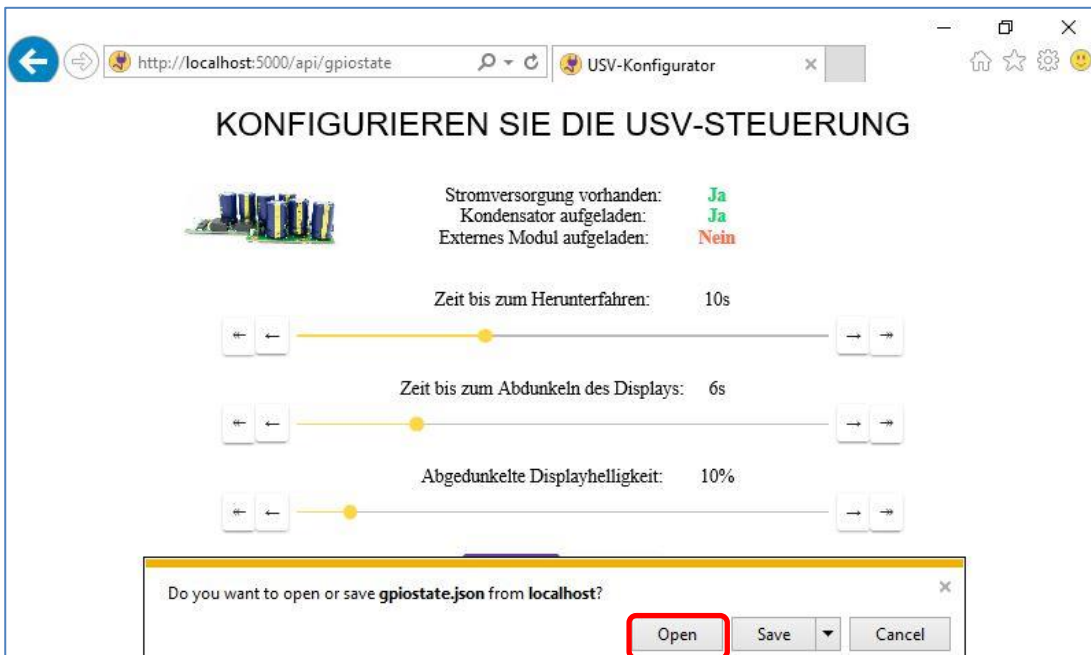 http://localhost:5000/api/gpiostate
USV-Konfigurator
KONFIGURIEREN SIE DIE USV-STEUERUNG
Stromversorgung vorhanden: Ja
Kondensator aufgeladen: Ja
Externes Modul aufgeladen: Nein
Zeit bis zum Herunterfahren: 10s
Zeit bis zum Abdunkeln des Displays: 6s
Abgedunkelte Displayhelligkeit: 10%
Do you want to open or save gpiostate.json from localhost?
Open Save Cancel